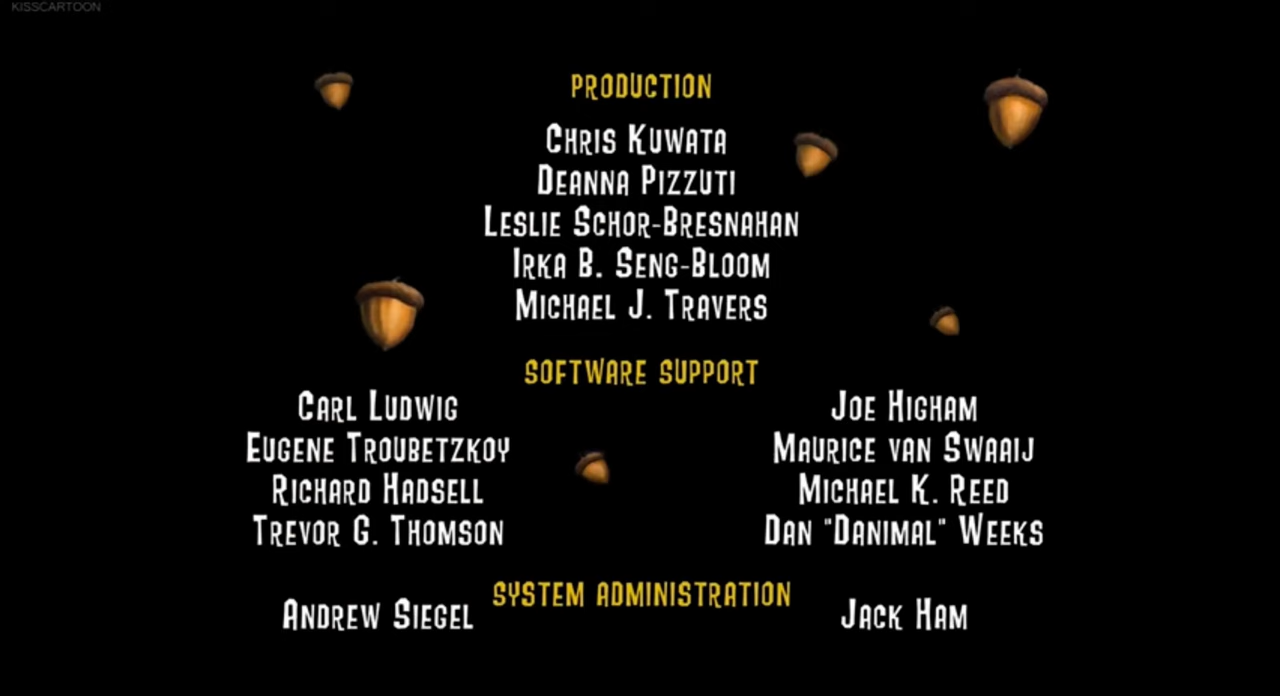 KISSCARTOON
PRODUCTION
CHRIS KUWATA
DEANNA PIZZUTI
LESLIE SCHOR-BRESNAHAN
IRKA B. SENG-BLOOM
MICHAEL J. TRAVERS
SOFTWARE SUPPORT
CARL LUDWIG
EUGENE TROUBETZKOY
RICHARD HADSELL
TREVOR G. THOMSON
JOE HIGHAM
MAURICE VAN SWAAIJ
MICHAEL K. REED
DAN "DANIMAL" WEEKS
SYSTEM ADMINISTRATION
ANDREW SIEGEL
JACK HAM